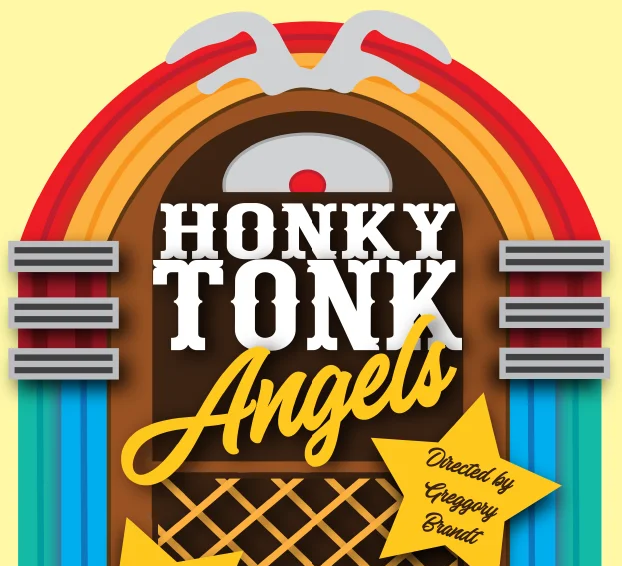 HONKY
TONK
Angels
Directed by
Greggory
Brandt